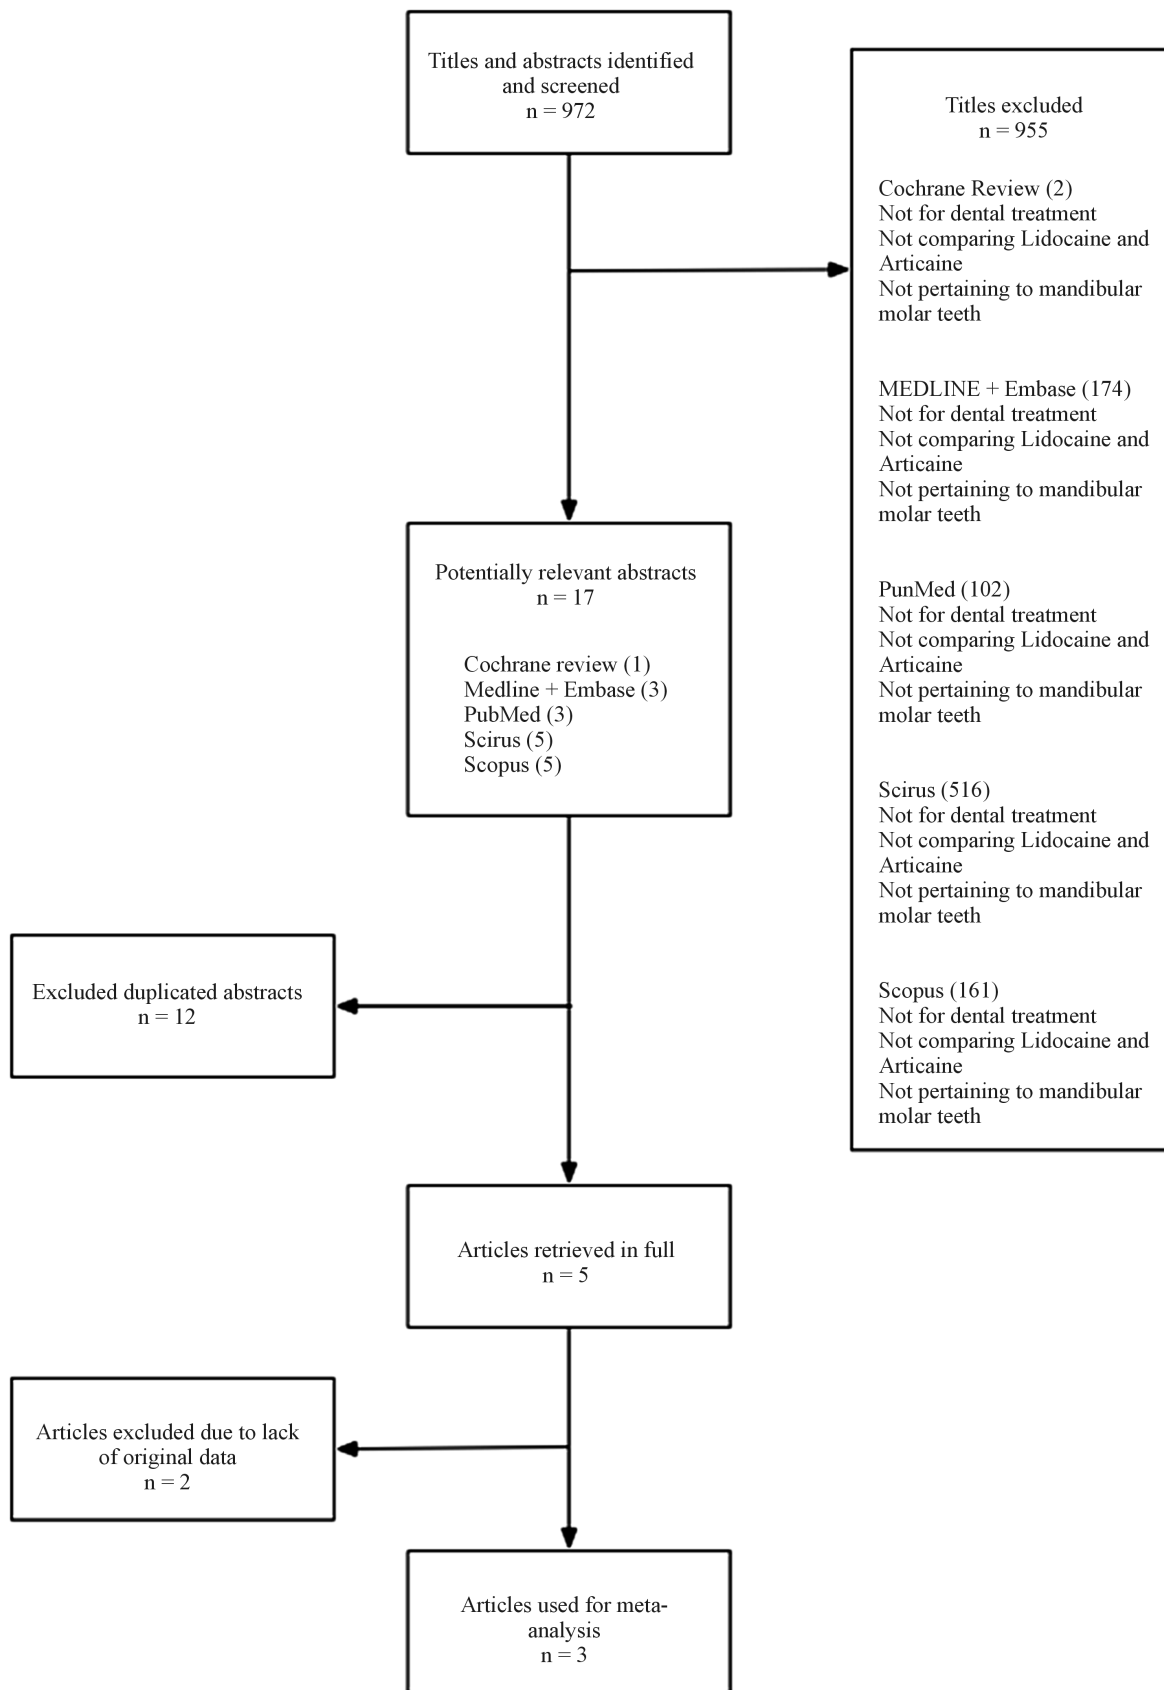 Titles and abstracts identified
and screened
n = 972
Titles excluded
n = 955
Cochrane Review (2)
Not for dental treatment
Not comparing Lidocaine and
Articaine
Not pertaining to mandibular
molar teeth
MEDLINE + Embase (174)
Not for dental treatment
Not comparing Lidocaine and
Articaine
Not pertaining to mandibular
molar teeth
PunMed (102)
Not for dental treatment
Not comparing Lidocaine and
Articaine
Not pertaining to mandibular
molar teeth
Scirus (516)
Not for dental treatment
Not comparing Lidocaine and
Articaine
Not pertaining to mandibular
molar teeth
Scopus (161)
Not for dental treatment
Not comparing Lidocaine and
Articaine
Not pertaining to mandibular
molar teeth
Potentially relevant abstracts
n = 17
Cochrane review (1)
Medline + Embase (3)
PubMed (3)
Scirus (5)
Scopus (5)
Excluded duplicated abstracts
n = 12
Articles retrieved in full
n = 5
Articles excluded due to lack
of original data
n = 2
Articles used for meta-
analysis
n = 3